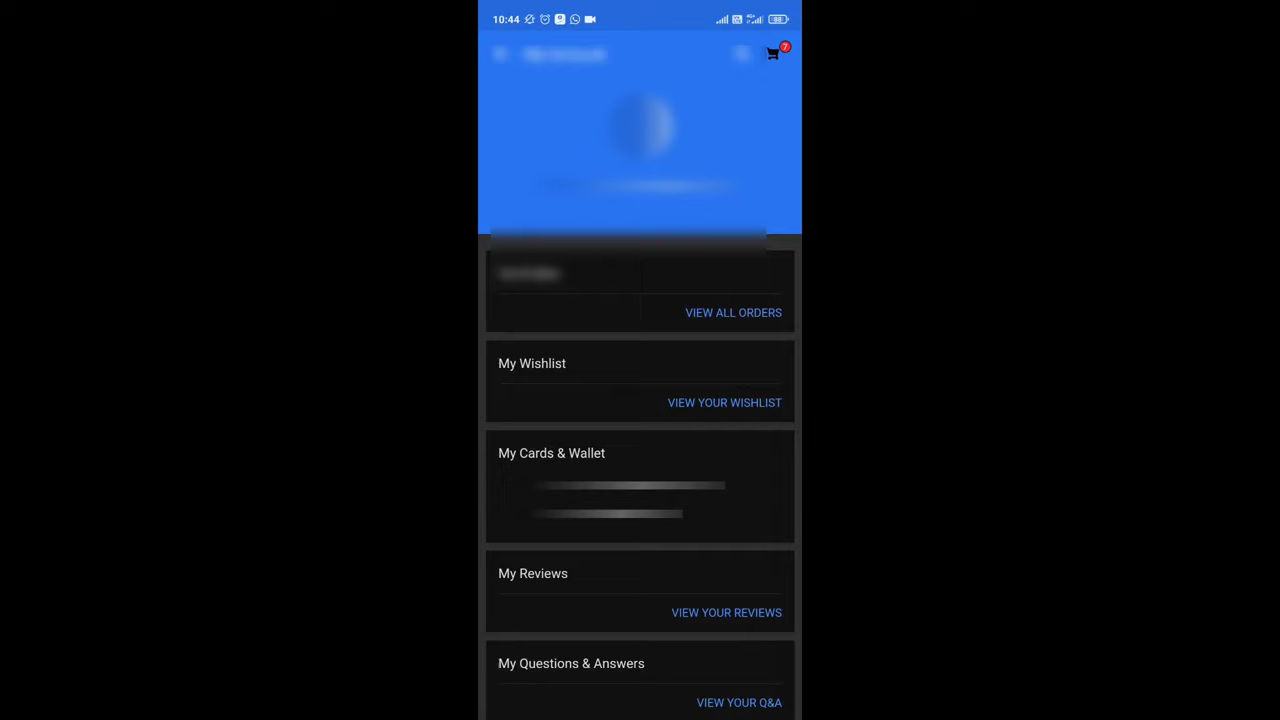 10:44
88
7
VIEW ALL ORDERS
My Wishlist
VIEW YOUR WISHLIST
My Cards & Wallet
My Reviews
VIEW YOUR REVIEWS
My Questions & Answers
VIEW YOUR Q&A